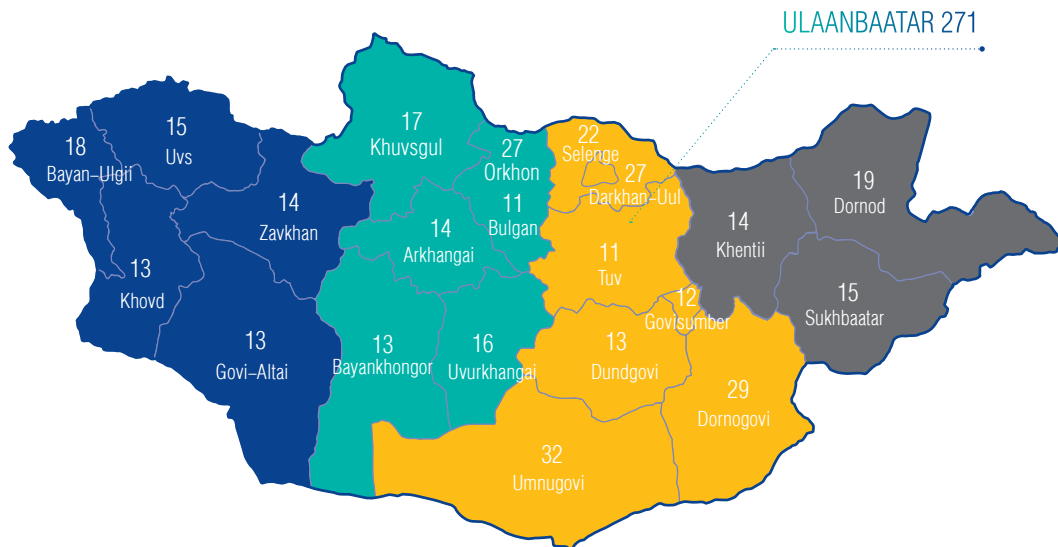 ULAANBAATAR 271
18
Bayan–Ulgii
15
Uvs
14
Zavkhan
13
Khovd
13
Govi–Altai
17
Khuvsgul
27
Orkhon
11
Bulgan
14
Arkhangai
13
Bayankhongor
16
Uvurkhangai
22
Selenge
27
Darkhan–Uul
11
Tuv
12
Govisumber
13
Dundgovi
29
Dornogovi
32
Umnugovi
14
Khentii
19
Dornod
15
Sukhbaatar